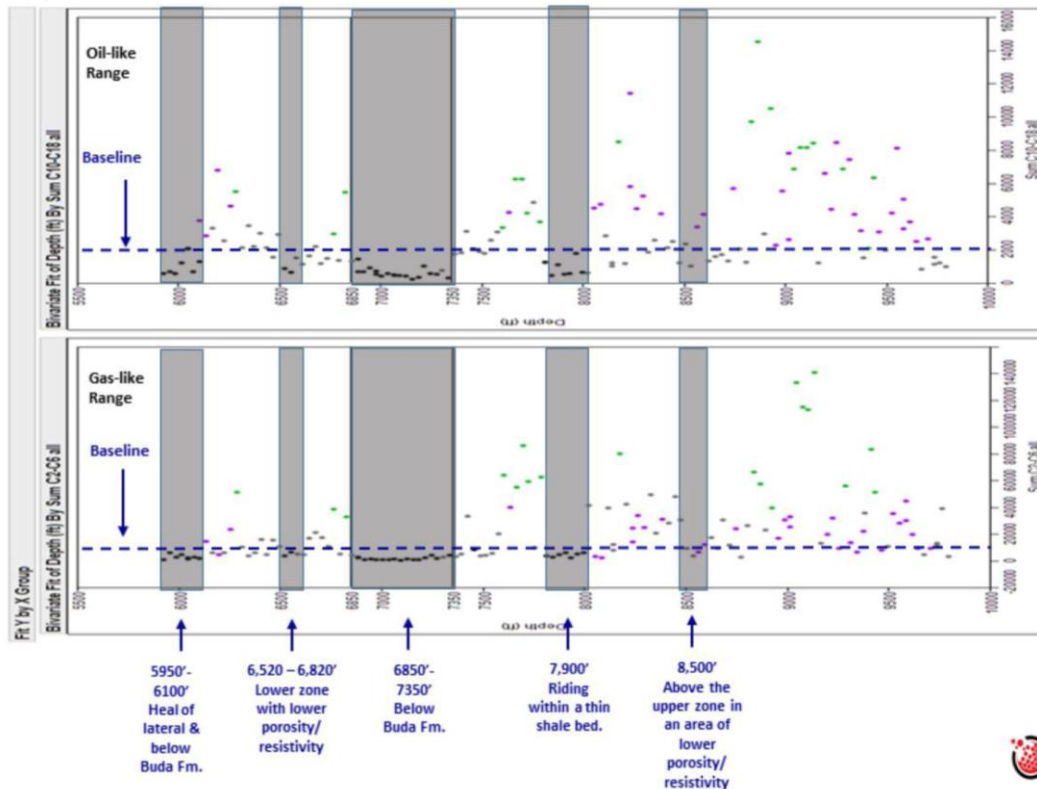 Fit Y by X Group
Bivariate Fit of Depth (ft) By Sum C10-C18 all
Oil-like
Range
Baseline
16000
14000
12000
10000
8000
6000
4000
2000
0
Sum C10-C18 all
5500
6000
6500
6850
7000
7350
7500
8000
8500
9000
9500
10000
Depth (ft)
Bivariate Fit of Depth (ft) By Sum C2-C6 all
Gas-like
Range
Baseline
140000
120000
100000
80000
60000
40000
20000
0
-20000
Sum C2-C6 all
5500
6000
6500
6850
7000
7350
7500
8000
8500
9000
9500
10000
Depth (ft)
5950'-
6100'
Heal of
lateral &
below
Buda Fm.
6,520 – 6,820'
Lower zone
with lower
porosity/
resistivity
6850'-
7350'
Below
Buda Fm.
7,900'
Riding
within a thin
shale bed.
8,500'
Above the
upper zone in
an area of
lower
porosity/
resistivity